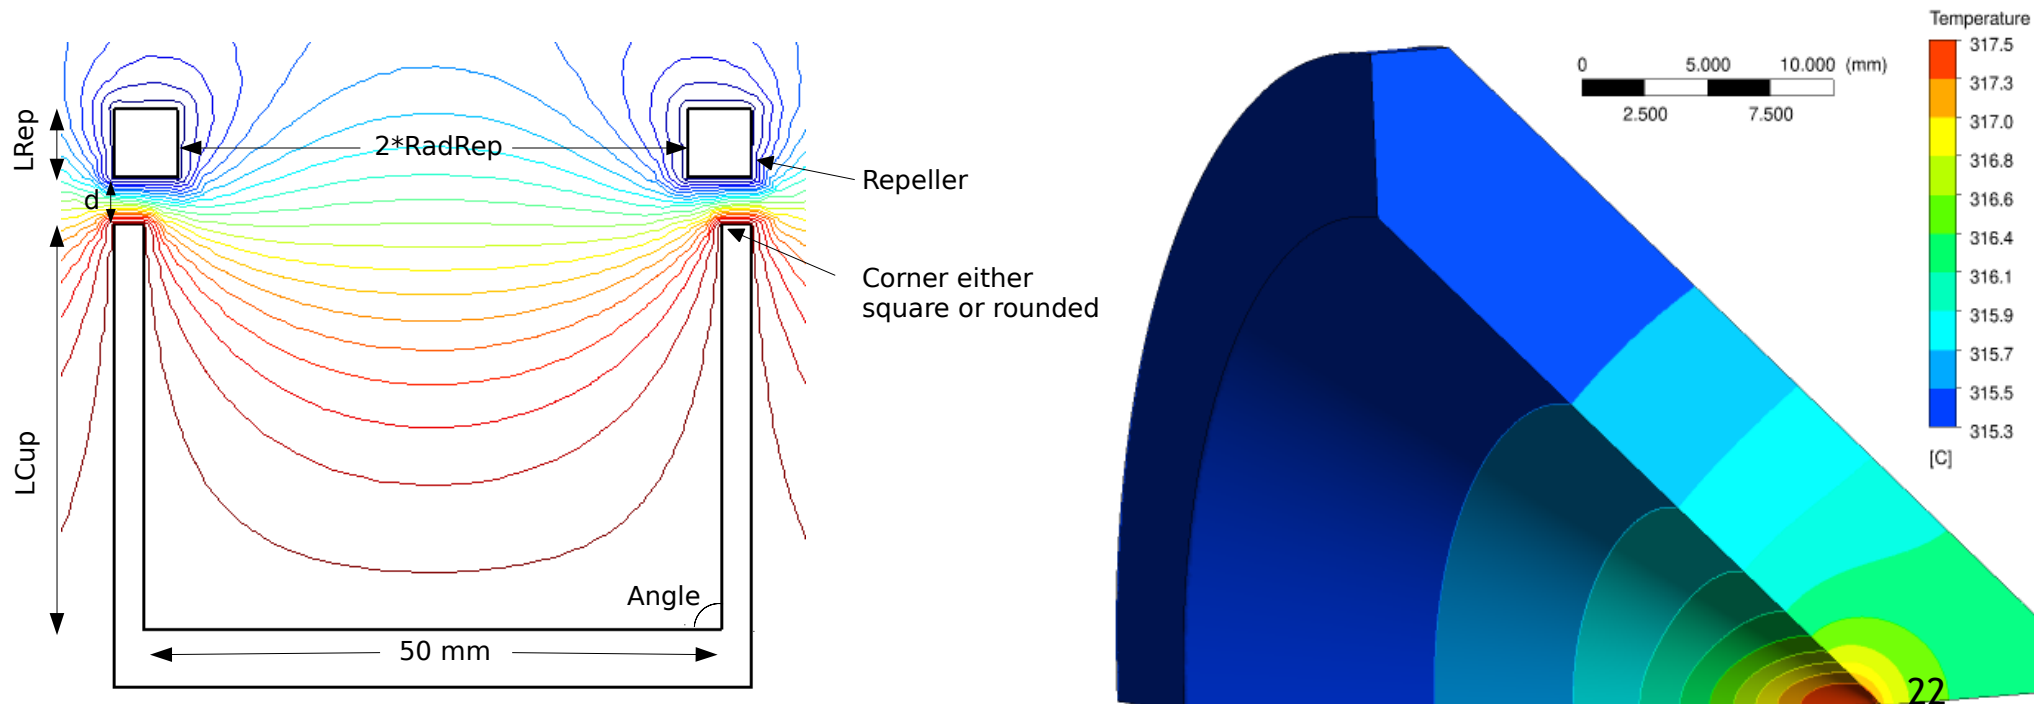 LRep
2*RadRep
d
Repeller
Corner either
square or rounded
LCup
Angle
50 mm
0 5.000 10.000 (mm)
2.500 7.500
Temperature
317.5
317.3
317.0
316.8
316.6
316.4
316.1
315.9
315.7
315.5
315.3
[C]
22